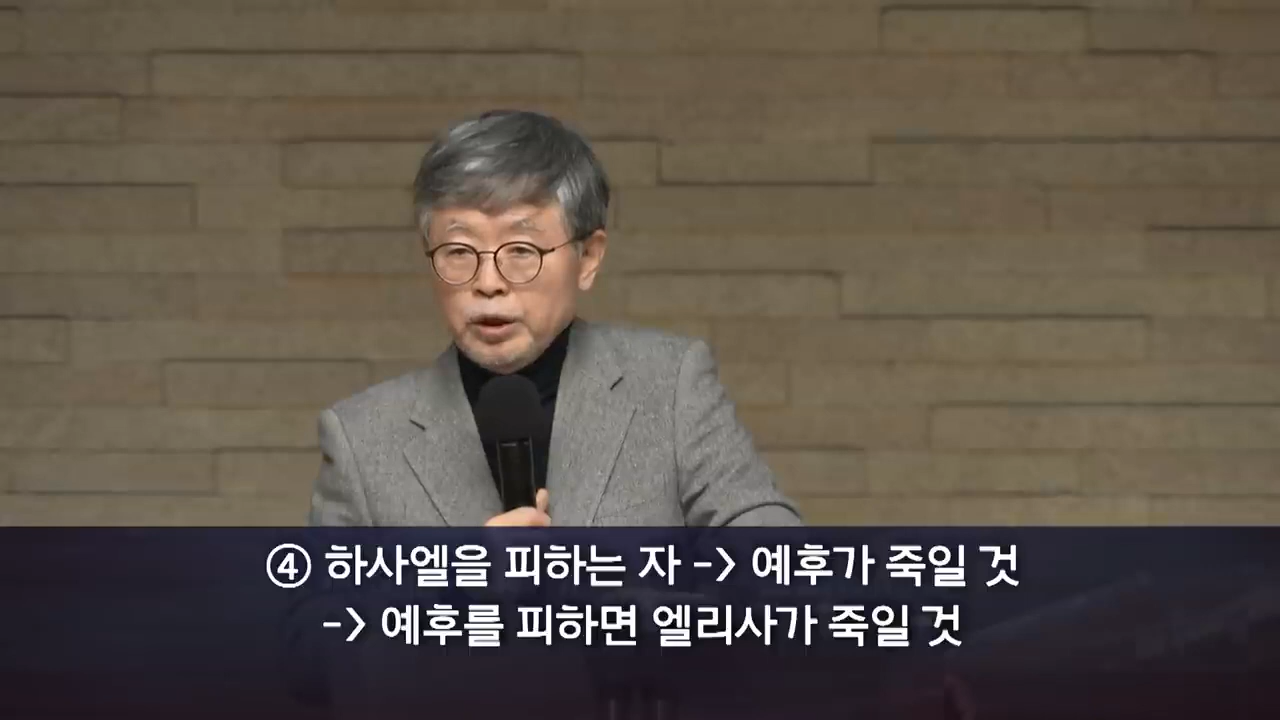 ④ 하사엘을 피하는 자 -> 예후가 죽일 것
-> 예후를 피하면 엘리사가 죽일 것